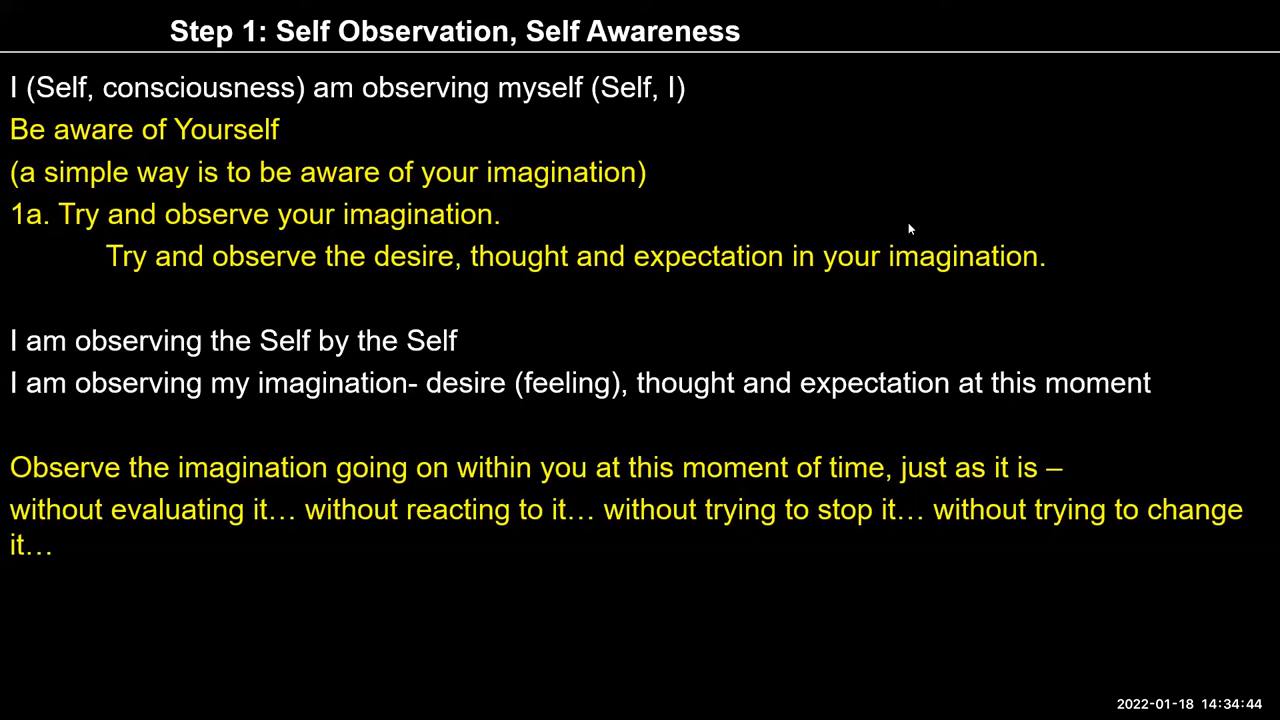 Step 1: Self Observation, Self Awareness
I (Self, consciousness) am observing myself (Self, I)
Be aware of Yourself
(a simple way is to be aware of your imagination)
1a. Try and observe your imagination.
Try and observe the desire, thought and expectation in your imagination.
I am observing the Self by the Self
I am observing my imagination- desire (feeling), thought and expectation at this moment
Observe the imagination going on within you at this moment of time, just as it is –
without evaluating it… without reacting to it… without trying to stop it… without trying to change
it…
2022-01-18 14:34:44